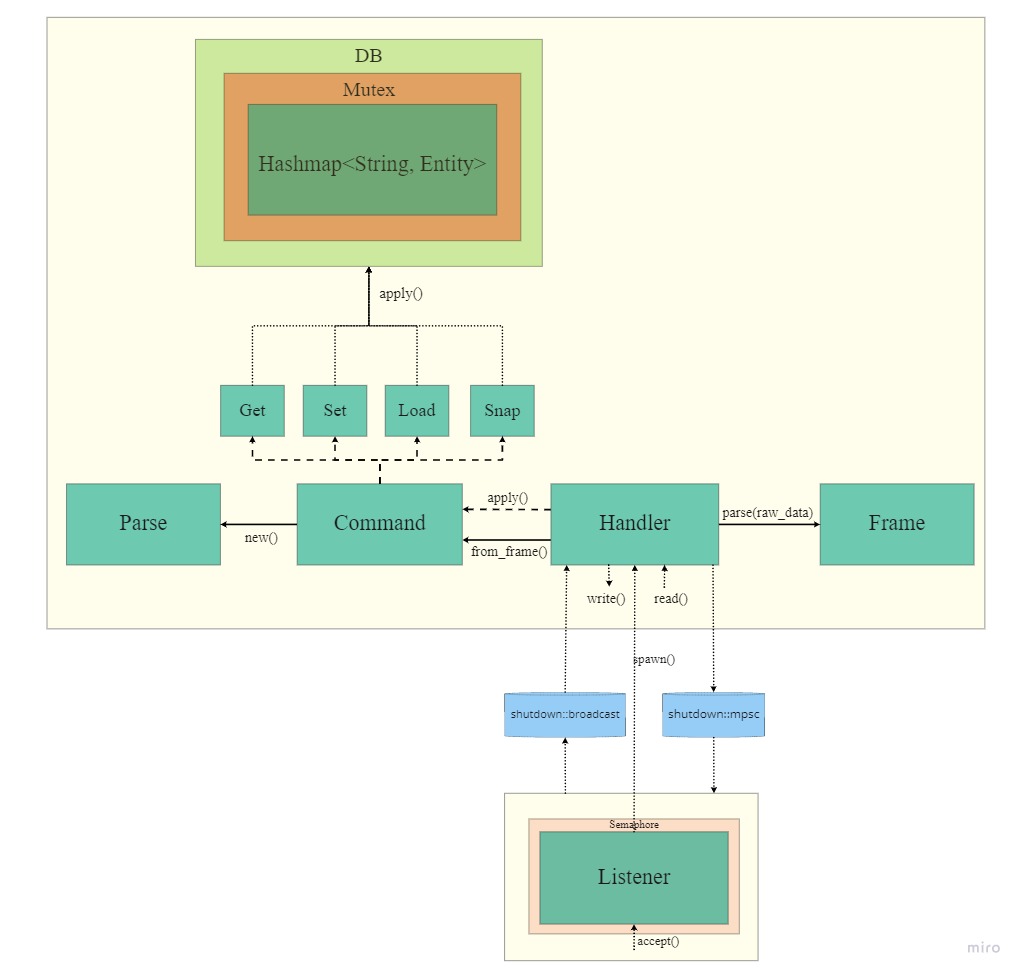 DB
Mutex
Hashmap<String, Entity>
apply()
Get
Set
Load
Snap
Parse
new()
Command
apply()
from_frame()
Handler
parse(raw_data)
Frame
write()
read()
spawn()
shutdown::broadcast
shutdown::mpsc
Semaphore
Listener
accept()
miro